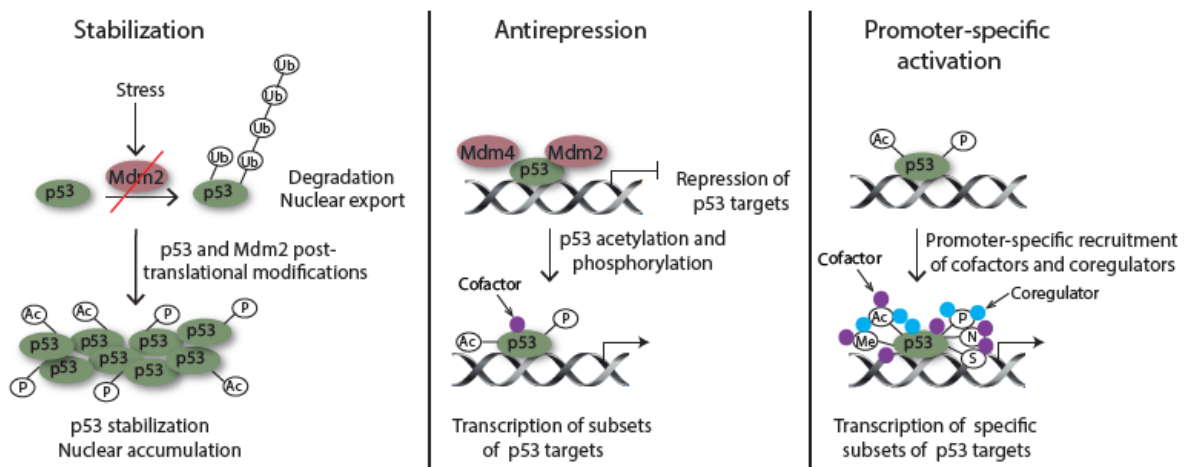 Stabilization
Stress
Ub
Ub
Ub
Ub
Ub
Mdm2
p53
p53
Degradation
Nuclear export
p53 and Mdm2 post-
translational modifications
Ac
Ac
P
P
p53
p53
p53
p53
p53
p53
p53
p53
P
P
Ac
p53 stabilization
Nuclear accumulation
Antirepression
Mdm4
Mdm2
p53
Repression of
p53 targets
p53 acetylation and
phosphorylation
Cofactor
P
Ac
p53
Transcription of subsets
of p53 targets
Promoter-specific
activation
Ac
P
p53
Promoter-specific recruitment
of cofactors and coregulators
Cofactor
Coregulator
Ac
P
Me
p53
N
S
Transcription of specific
subsets of p53 targets